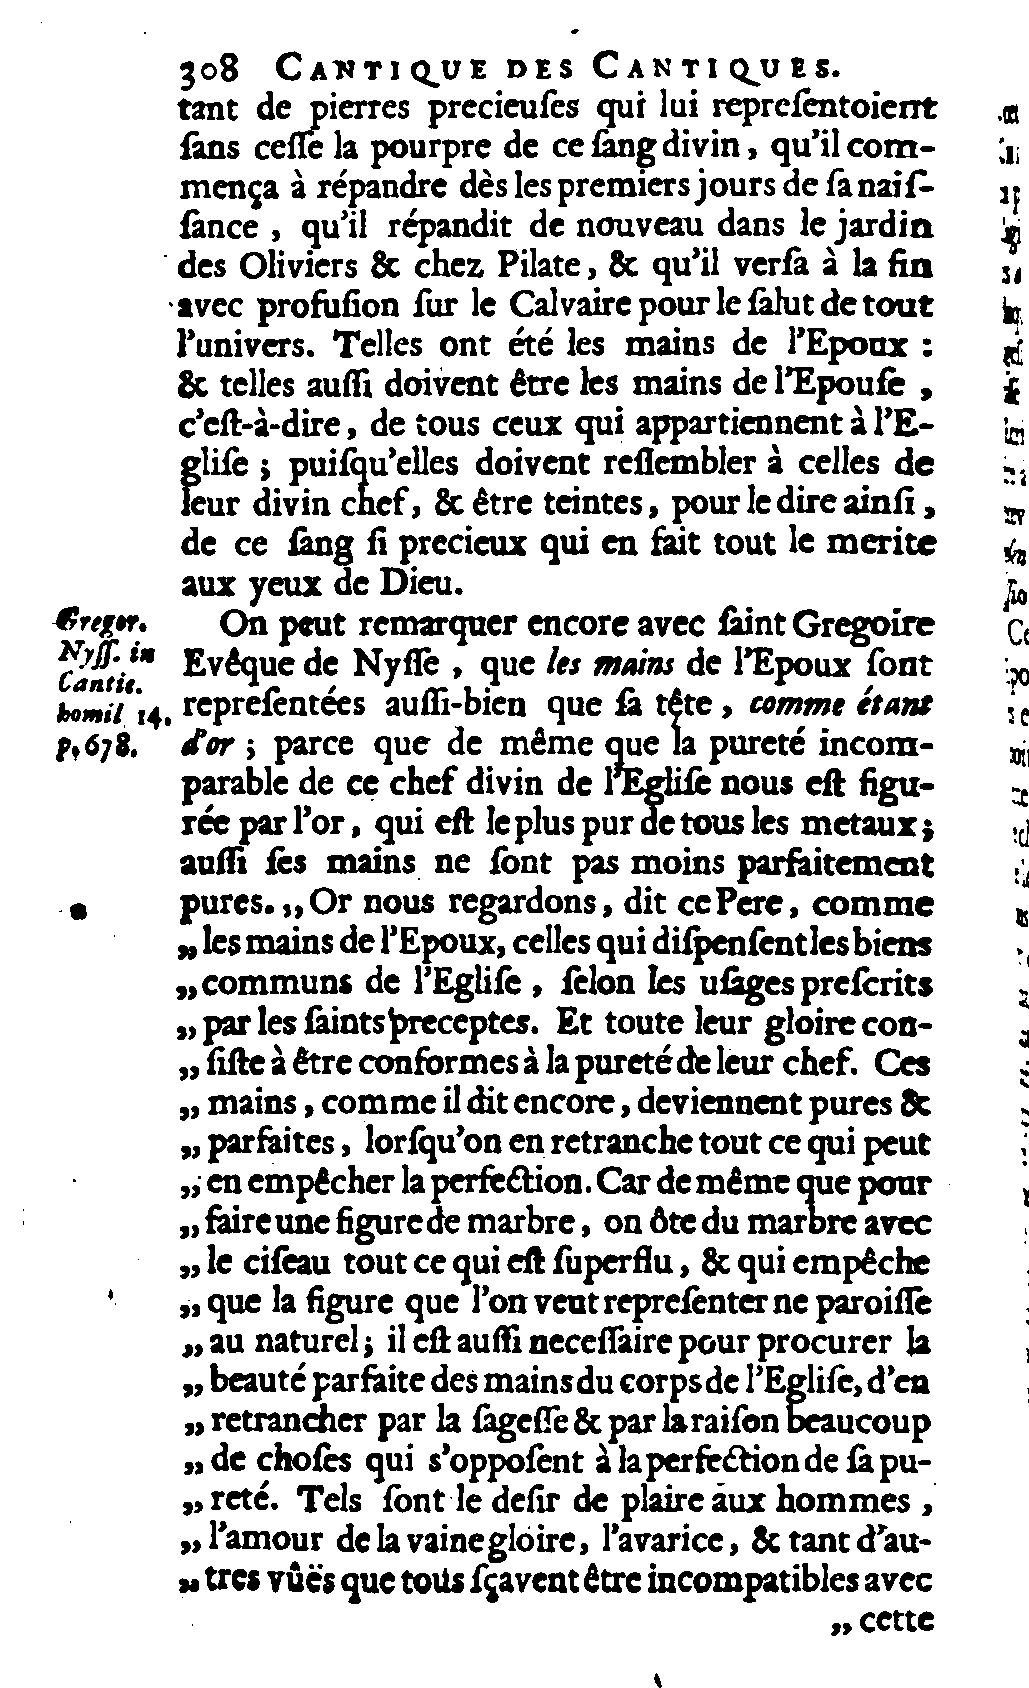 308 CANTIQUE DES CANTIQUES.
tant de pierres precieuſes qui lui repreſentoient
ſans ceſſe la pourpre de ce ſang divin, qu'il com-
mença à répandre dès les premiers jours de ſa naiſ-
ſance, qu'il répandit de nouveau dans le jardin
des Oliviers & chez Pilate, & qu'il verſa à la fin
avec profuſion ſur le Calvaire pour le ſalut de tout
l'univers. Telles ont été les mains de l'Epoux :
& telles auſſi doivent être les mains de l'Epouſe,
c'eſt-à-dire, de tous ceux qui appartiennent à l'E-
gliſe ; puiſqu'elles doivent reſſembler à celles de
leur divin chef, & être teintes, pour le dire ainſi,
de ce ſang ſi precieux qui en fait tout le merite
aux yeux de Dieu.
Gregor.
Nyſſ. in
Cantic.
homil 14.
p. 678.
On peut remarquer encore avec ſaint Gregoire
Evêque de Nyſſe, que les mains de l'Epoux ſont
repreſentées auſſi-bien que ſa tête, comme étant
d'or ; parce que de même que la pureté incom-
parable de ce chef divin de l'Egliſe nous eſt figu-
rée par l'or, qui eſt le plus pur de tous les metaux ;
auſſi ſes mains ne ſont pas moins parfaitement
pures. ,, Or nous regardons, dit ce Pere, comme
,, les mains de l'Epoux, celles qui diſpenſent les biens
,, communs de l'Egliſe, ſelon les uſages preſcrits
,, par les ſaints preceptes. Et toute leur gloire con-
,, ſiſte à être conformes à la pureté de leur chef. Ces
,, mains, comme il dit encore, deviennent pures &
,, parfaites, lorſqu'on en retranche tout ce qui peut
,, en empêcher la perfection. Car de même que pour
,, faire une figure de marbre, on ôte du marbre avec
,, le ciſeau tout ce qui eſt ſuperflu, & qui empêche
,, que la figure que l'on veut repreſenter ne paroiſſe
,, au naturel ; il eſt auſſi neceſſaire pour procurer la
,, beauté parfaite des mains du corps de l'Egliſe, d'en
,, retrancher par la ſageſſe & par la raiſon beaucoup
,, de choſes qui s'oppoſent à la perfection de ſa pu-
,, reté. Tels ſont le deſir de plaire aux hommes,
,, l'amour de la vaine gloire, l'avarice, & tant d'au-
,, tres vûës que tous ſçavent être incompatibles avec
,, cette